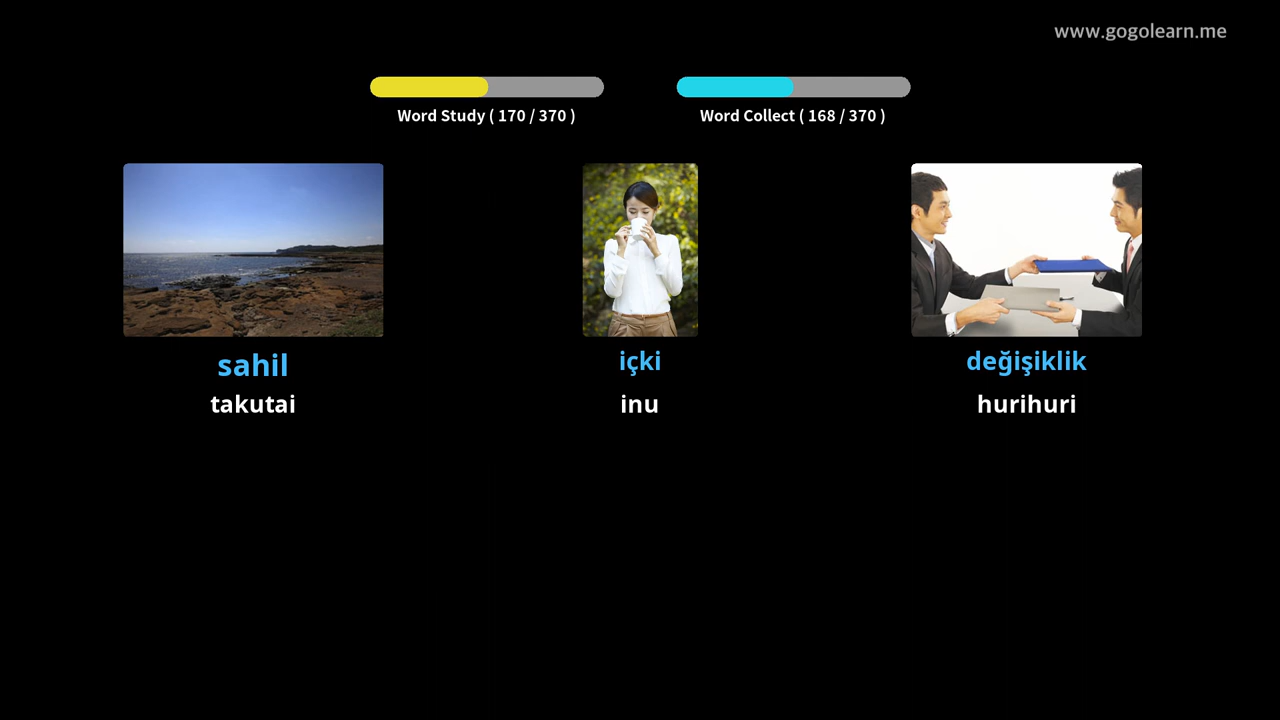 www.gogolearn.me
Word Study ( 170 / 370 )
Word Collect ( 168 / 370 )
sahil
içki
değişiklik
takutai
inu
hurihuri